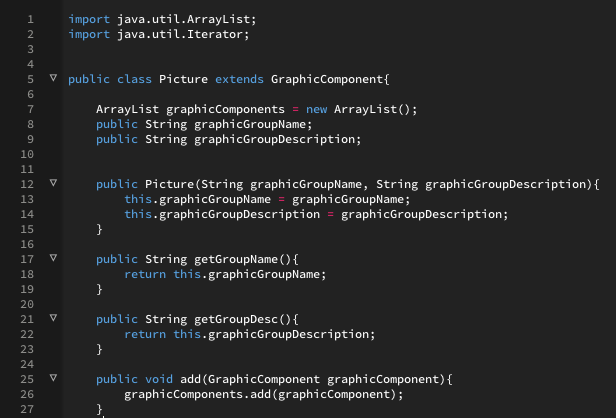 1 import java.util.ArrayList;
2 import java.util.Iterator;
3
4
5 public class Picture extends GraphicComponent{
6
7     ArrayList graphicComponents = new ArrayList();
8     public String graphicGroupName;
9     public String graphicGroupDescription;
10
11
12     public Picture(String graphicGroupName, String graphicGroupDescription){
13         this.graphicGroupName = graphicGroupName;
14         this.graphicGroupDescription = graphicGroupDescription;
15     }
16
17     public String getGroupName(){
18         return this.graphicGroupName;
19     }
20
21     public String getGroupDesc(){
22         return this.graphicGroupDescription;
23     }
24
25     public void add(GraphicComponent graphicComponent){
26         graphicComponents.add(graphicComponent);
27     }